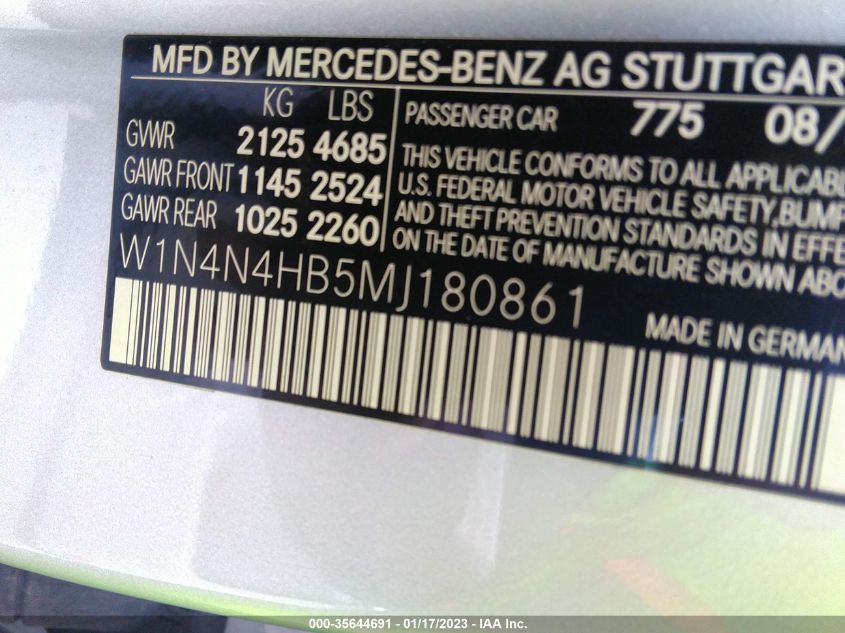 MFD BY MERCEDES-BENZ AG STUTTGAR
KG LBS
GVWR 2125 4685
GAWR FRONT 1145 2524
GAWR REAR 1025 2260
PASSENGER CAR 775 08/
THIS VEHICLE CONFORMS TO ALL APPLICABL
U.S. FEDERAL MOTOR VEHICLE SAFETY, BUMP
AND THEFT PREVENTION STANDARDS IN EFFE
ON THE DATE OF MANUFACTURE SHOWN ABO
W1N4N4HB5MJ180861
MADE IN GERMAN
000-35644691 - 01/17/2023 - IAA Inc.